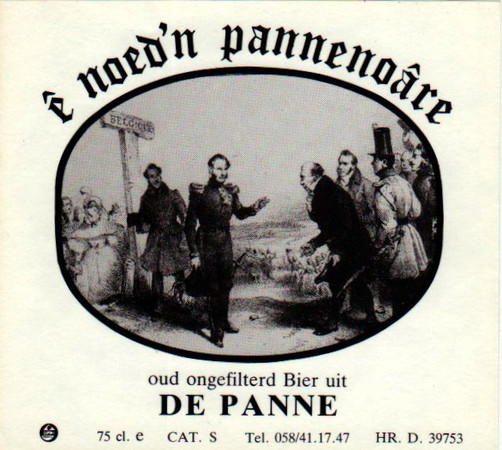 ê noed'n pannenoâre
BELGIQUE
oud ongefilterd Bier uit
DE PANNE
75 cl. e CAT. S Tel. 058/41.17.47 HR. D. 39753